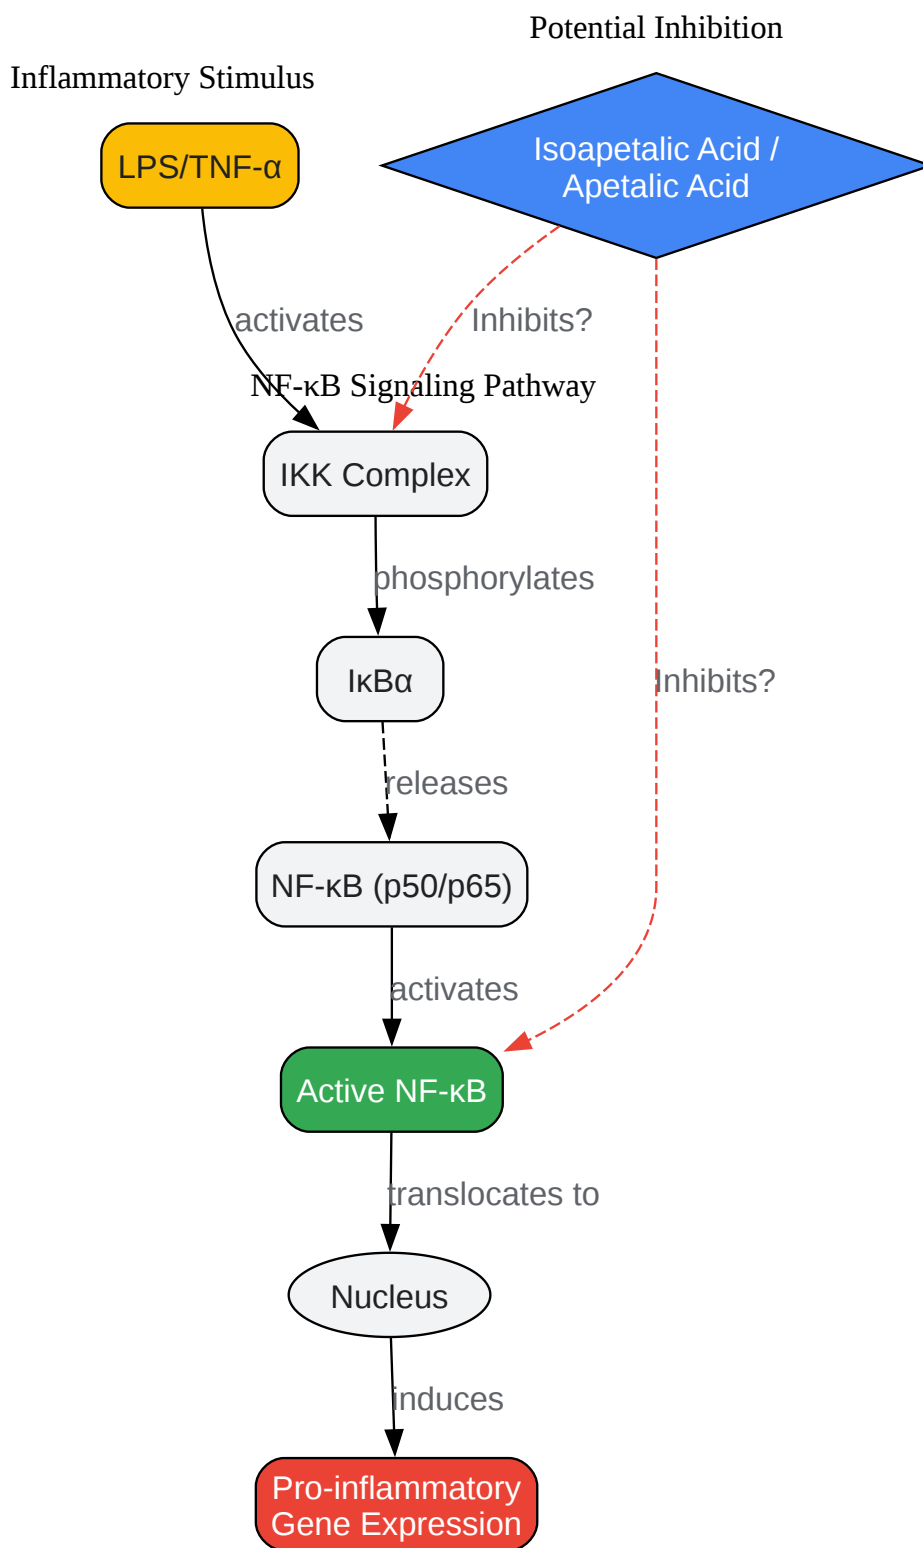 Potential Inhibition
Inflammatory Stimulus
Isoapetalic Acid /
Apetalic Acid
LPS/TNF-α
activates
Inhibits?
NF-κB Signaling Pathway
IKK Complex
phosphorylates
IκBα
Inhibits?
releases
NF-κB (p50/p65)
activates
Active NF-κB
translocates to
Nucleus
induces
Pro-inflammatory
Gene Expression